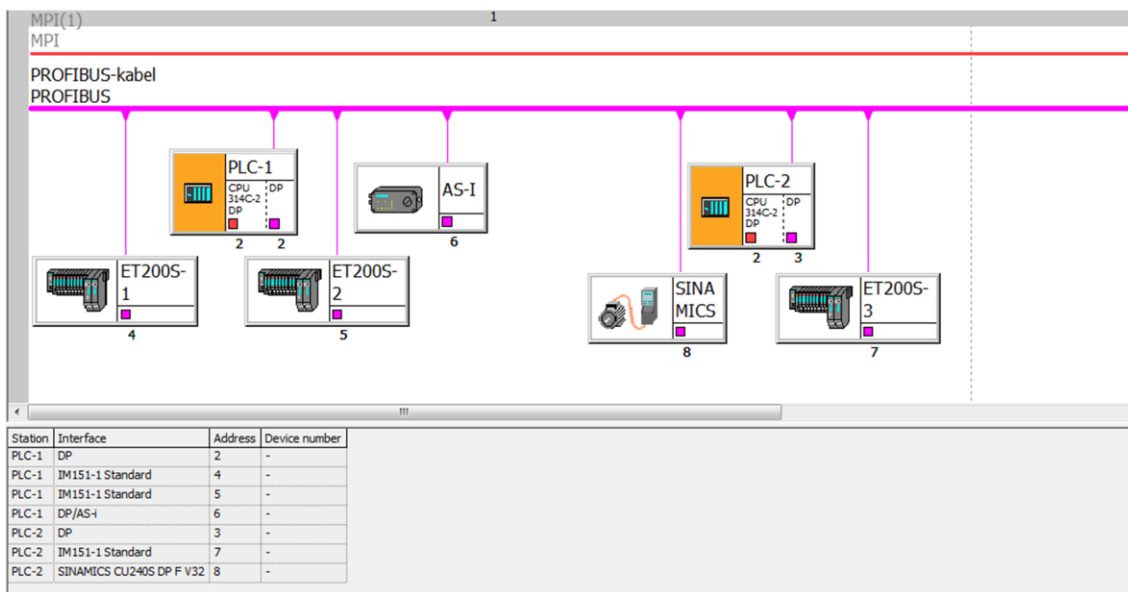 MPI(1)
1
MPI
PROFIBUS-kabel
PROFIBUS
PLC-1
CPU
314C-2
DP
DP
2
2
AS-I
6
PLC-2
CPU
314C-2
DP
DP
2
3
ET200S-
1
4
ET200S-
2
5
SINA
MICS
8
ET200S-
3
7
Station Interface Address Device number
PLC-1 DP 2 -
PLC-1 IM151-1 Standard 4 -
PLC-1 IM151-1 Standard 5 -
PLC-1 DP/AS-i 6 -
PLC-2 DP 3 -
PLC-2 IM151-1 Standard 7 -
PLC-2 SINAMICS CU240S DP F V32 8 -